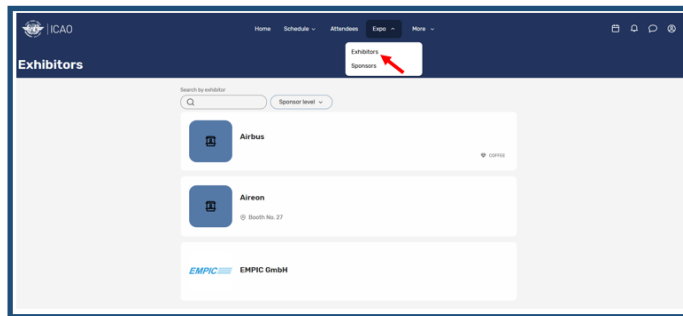 ICAO
Home Schedule Attendees Expo More
Exhibitors
Sponsors
Exhibitors
Search by exhibitor
Sponsor level
Airbus
COFFEE
Aireon
Booth No. 27
EMPIC EMPIC GmbH